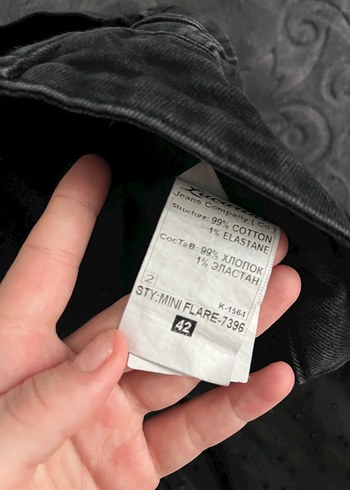 Jeans Company (Co)
Structure: 99% COTTON
1% ELASTANE
СосТаВ: 99% ХЛОПОК
1% ЭЛАСТАН
2
K-1564
STY:MINI FLARE-7396
42